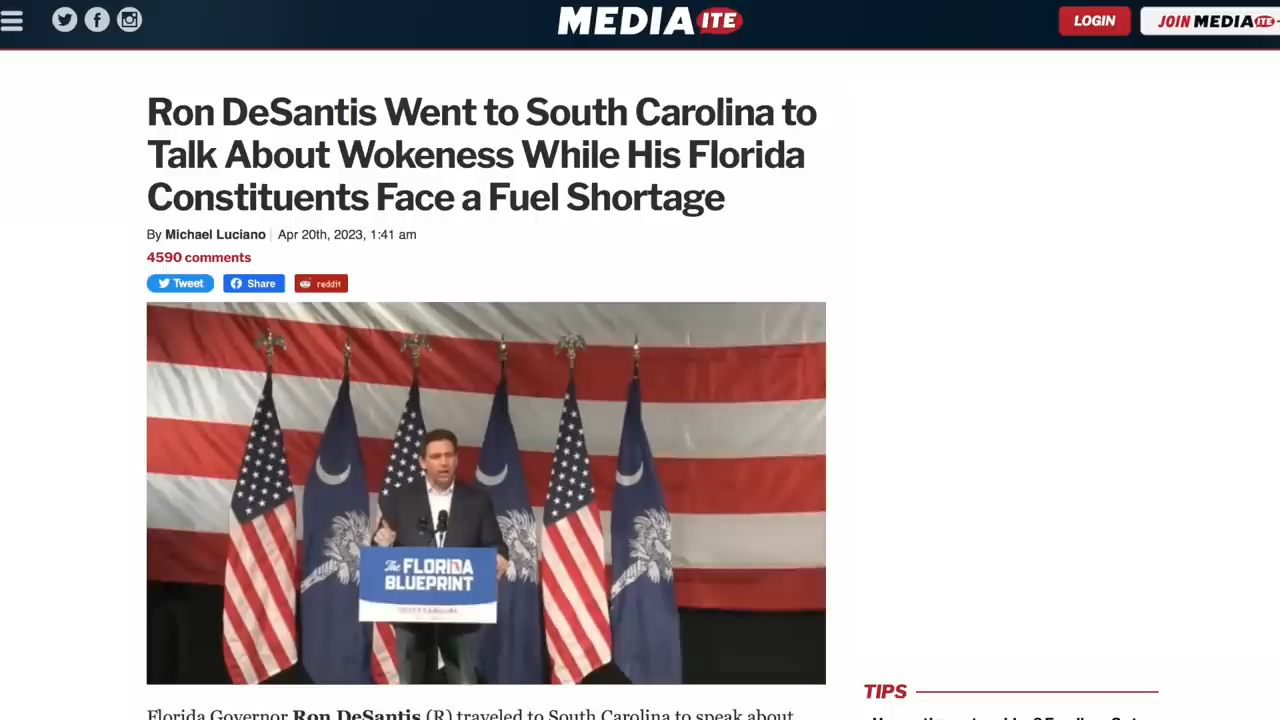 MEDIAITE
LOGIN
JOIN MEDIAITE
Ron DeSantis Went to South Carolina to
Talk About Wokeness While His Florida
Constituents Face a Fuel Shortage
By Michael Luciano | Apr 20th, 2023, 1:41 am
4590 comments
Tweet
Share
reddit
The FLORIDA
BLUEPRINT
TIPS
Florida Governor Ron DeSantis (R) traveled to South Carolina to speak about